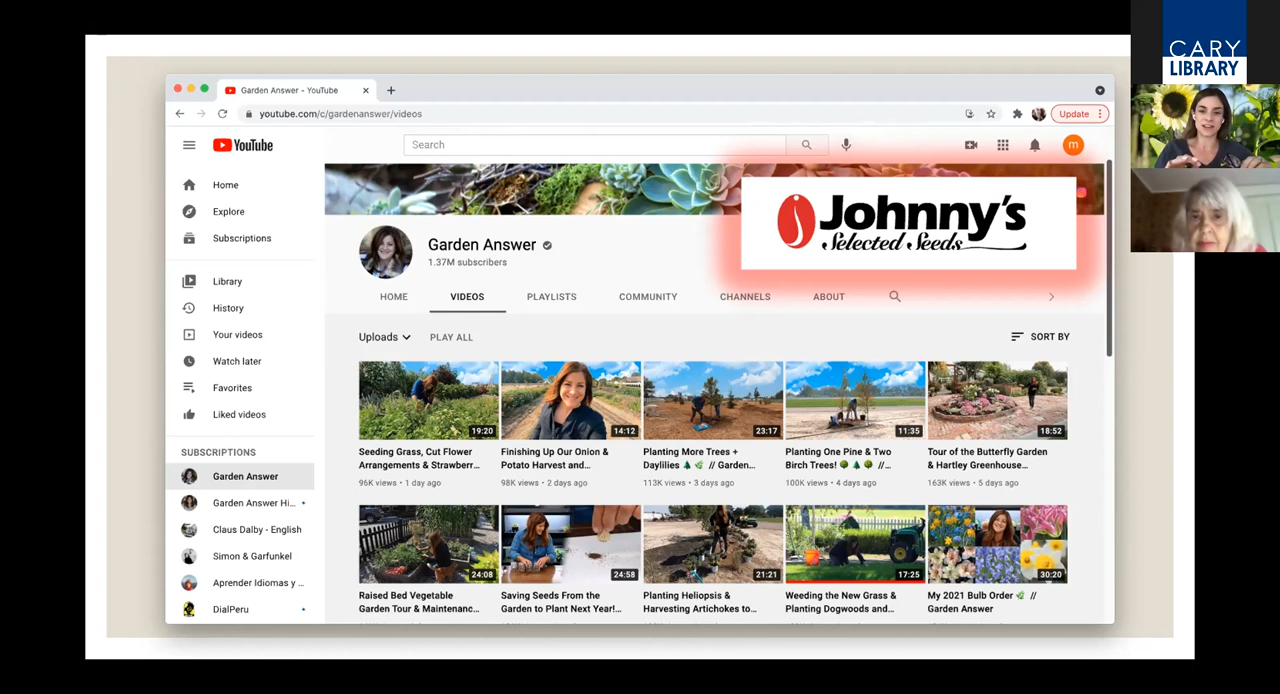 CARY
LIBRARY
Garden Answer - YouTube
youtube.com/c/gardenanswer/videos
Update
YouTube
Search
m
Home
Explore
Subscriptions
Library
History
Your videos
Watch later
Favorites
Liked videos
SUBSCRIPTIONS
Garden Answer
Garden Answer Hi...
Claus Dalby - English
Simon & Garfunkel
Aprender Idiomas y ...
DialPeru
Johnny's
Selected Seeds
Garden Answer
1.37M subscribers
HOME VIDEOS PLAYLISTS COMMUNITY CHANNELS ABOUT
Uploads PLAY ALL SORT BY
19:20
Seeding Grass, Cut Flower
Arrangements & Strawberry...
96K views • 1 day ago
14:12
Finishing Up Our Onion &
Potato Harvest and...
98K views • 2 days ago
23:17
Planting More Trees +
Daylilies 🌲🌿 // Garden...
113K views • 3 days ago
11:35
Planting One Pine & Two
Birch Trees! 🌳🌲🌳 //...
100K views • 4 days ago
18:52
Tour of the Butterfly Garden
& Hartley Greenhouse...
163K views • 5 days ago
24:08
Raised Bed Vegetable
Garden Tour & Maintenance...
24:58
Saving Seeds From the
Garden to Plant Next Year!...
21:21
Planting Heliopsis &
Harvesting Artichokes to...
17:25
Weeding the New Grass &
Planting Dogwoods and...
30:20
My 2021 Bulb Order 🌿 //
Garden Answer